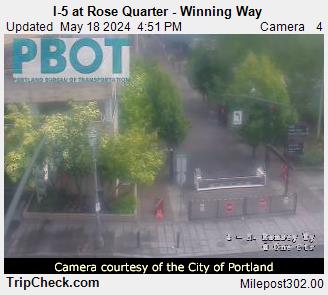 I-5 at Rose Quarter - Winning Way
Updated May 18 2024 4:51 PM Camera 4
PBOT
PORTLAND BUREAU OF TRANSPORTATION
Camera courtesy of the City of Portland
TripCheck.com Milepost302.00